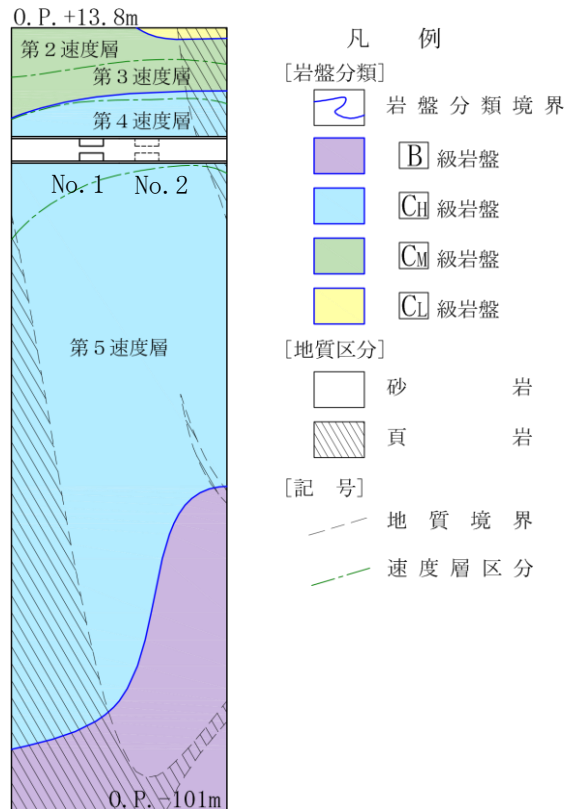 O.P.+13.8m
第2速度層
第3速度層
第4速度層
No.1 No.2
第5速度層
O.P.-101m
凡 例
[岩盤分類]
岩盤分類境界
B 級岩盤
CH 級岩盤
CM 級岩盤
CL 級岩盤
[地質区分]
砂 岩
頁 岩
[記 号]
地質境界
速度層区分